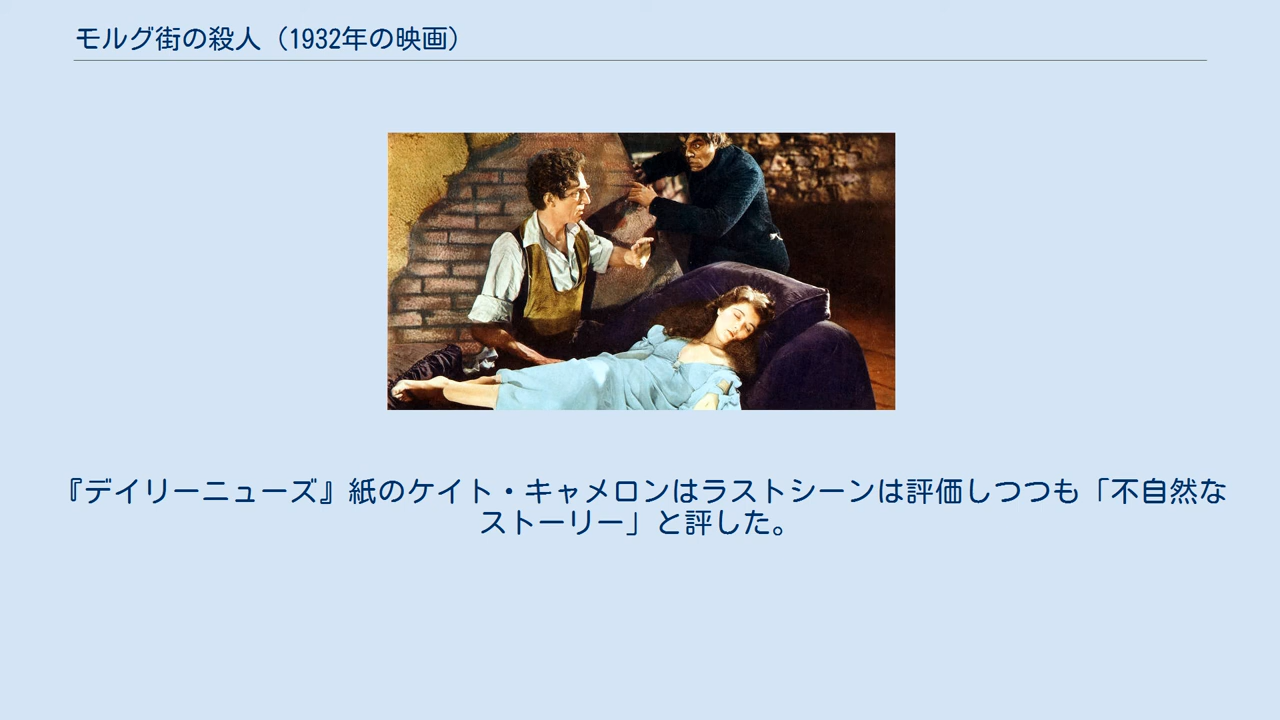 モルグ街の殺人（1932年の映画）
『デイリーニューズ』紙のケイト・キャメロンはラストシーンは評価しつつも「不自然な
ストーリー」と評した。